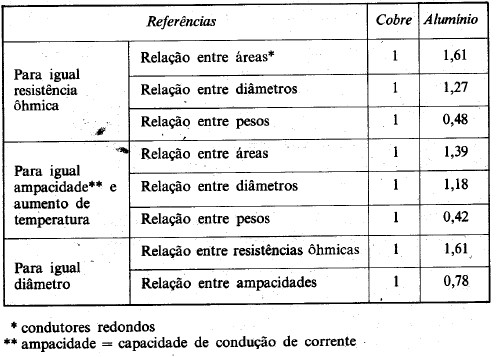 Referências Cobre Alumínio
Para igual resistência ôhmica
Relação entre áreas* 1 1,61
Relação entre diâmetros 1 1,27
Relação entre pesos 1 0,48
Para igual ampacidade** e aumento de temperatura
Relação entre áreas 1 1,39
Relação entre diâmetros 1 1,18
Relação entre pesos 1 0,42
Para igual diâmetro
Relação entre resistências ôhmicas 1 1,61
Relação entre ampacidades 1 0,78
* condutores redondos
** ampacidade = capacidade de condução de corrente